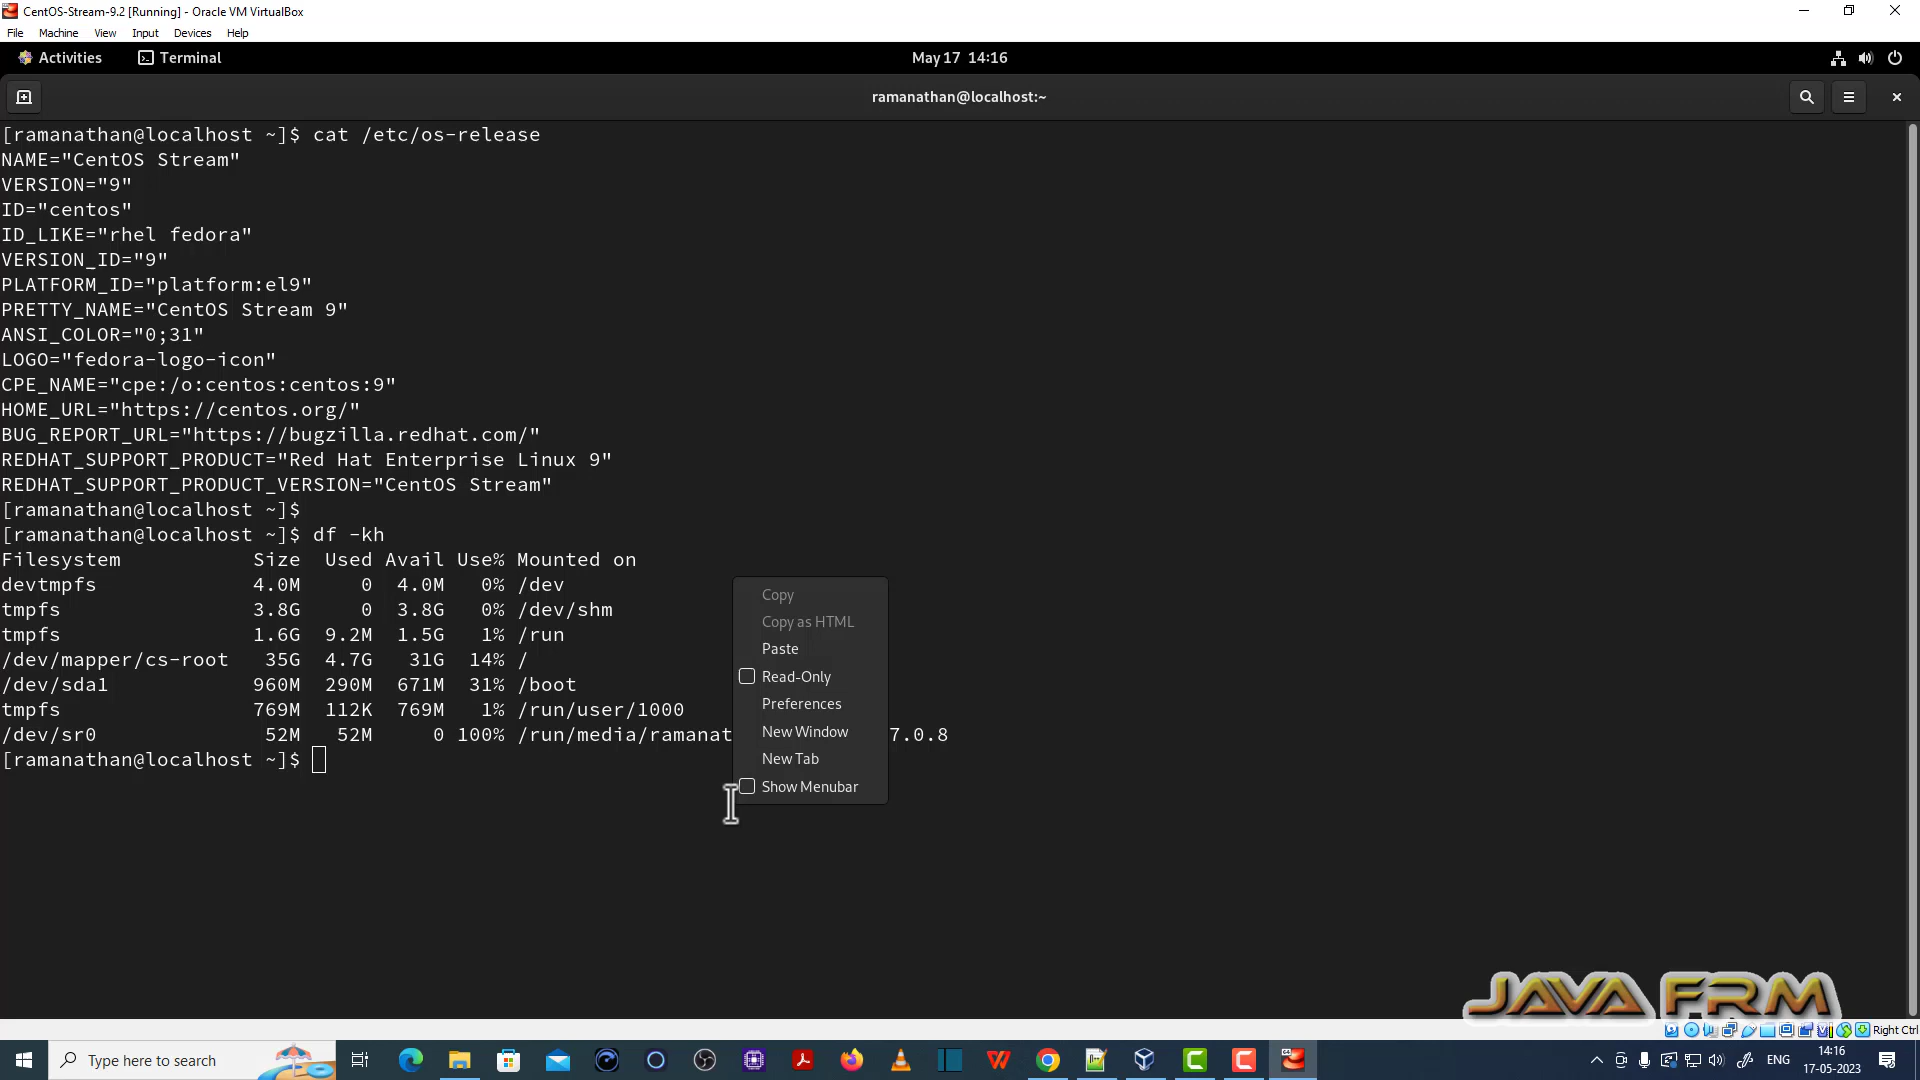 CentOS-Stream-9.2 [Running] - Oracle VM VirtualBox
File Machine View Input Devices Help
Activities Terminal May 17 14:16
ramanathan@localhost:~
[ramanathan@localhost ~]$ cat /etc/os-release
NAME="CentOS Stream"
VERSION="9"
ID="centos"
ID_LIKE="rhel fedora"
VERSION_ID="9"
PLATFORM_ID="platform:el9"
PRETTY_NAME="CentOS Stream 9"
ANSI_COLOR="0;31"
LOGO="fedora-logo-icon"
CPE_NAME="cpe:/o:centos:centos:9"
HOME_URL="https://centos.org/"
BUG_REPORT_URL="https://bugzilla.redhat.com/"
REDHAT_SUPPORT_PRODUCT="Red Hat Enterprise Linux 9"
REDHAT_SUPPORT_PRODUCT_VERSION="CentOS Stream"
[ramanathan@localhost ~]$
[ramanathan@localhost ~]$ df -kh
Filesystem Size Used Avail Use% Mounted on
devtmpfs 4.0M 0 4.0M 0% /dev
tmpfs 3.8G 0 3.8G 0% /dev/shm
tmpfs 1.6G 9.2M 1.5G 1% /run
/dev/mapper/cs-root 35G 4.7G 31G 14% /
/dev/sda1 960M 290M 671M 31% /boot
tmpfs 769M 112K 769M 1% /run/user/1000
/dev/sr0 52M 52M 0 100% /run/media/ramanat 7.0.8
[ramanathan@localhost ~]$
Copy
Copy as HTML
Paste
Read-Only
Preferences
New Window
New Tab
Show Menubar
JAVA FRM
Right Ctrl
Type here to search
ENG
14:16
17-05-2023